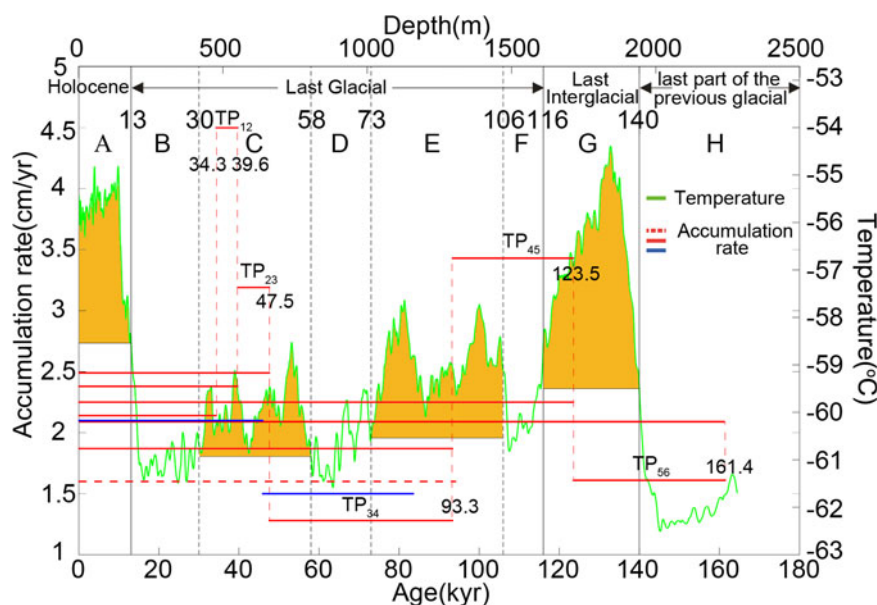 Depth(m)
0 500 1000 1500 2000 2500
Accumulation rate(cm/yr)
5
4.5
4
3.5
3
2.5
2
1.5
1
Holocene
Last Glacial
Last
Interglacial
last part of the
previous glacial
13 30 TP12 58 73 106 116 140
A B C D E F G H
34.3 39.6
TP23
47.5
TP45
123.5
TP34
93.3
TP56
161.4
Temperature
Accumulation
rate
-53
-54
-55
-56
-57
-58
-59
-60
-61
-62
-63
Temperature(°C)
0 20 40 60 80 100 120 140 160 180
Age(kyr)